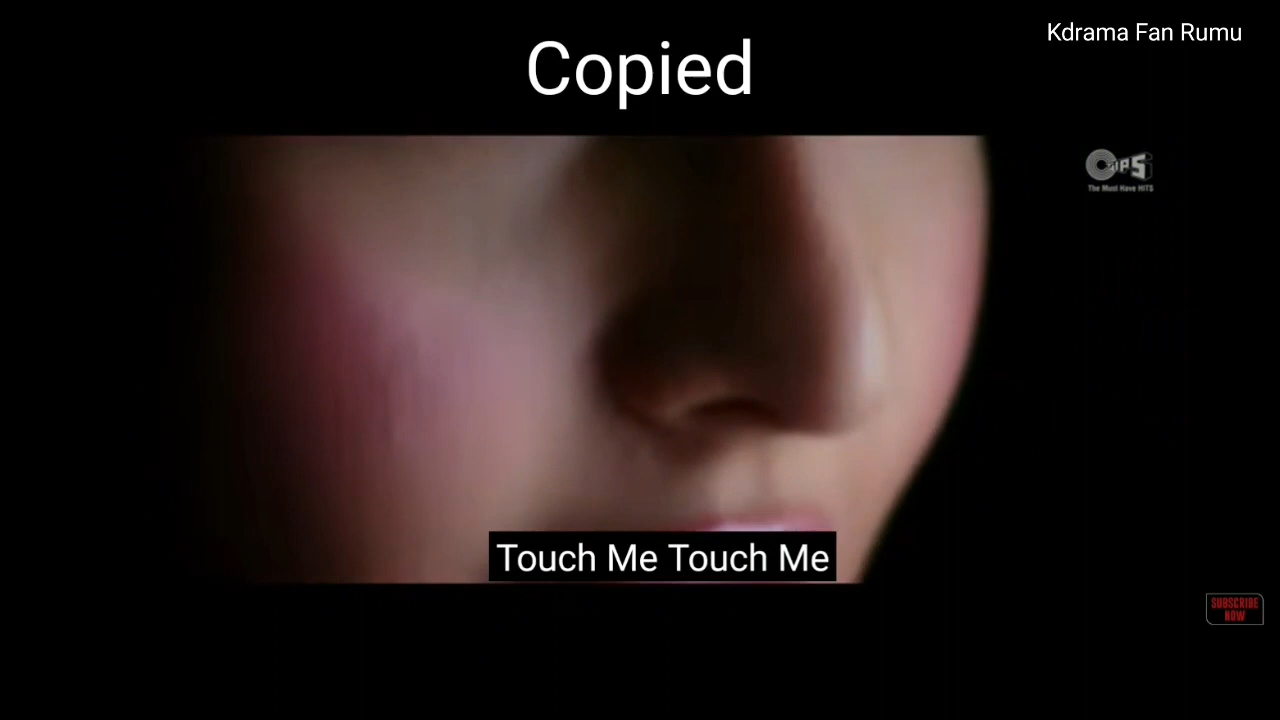 Kdrama Fan Rumu
Copied
TIPS
The Must Have HITS
Touch Me Touch Me
SUBSCRIBE
NOW